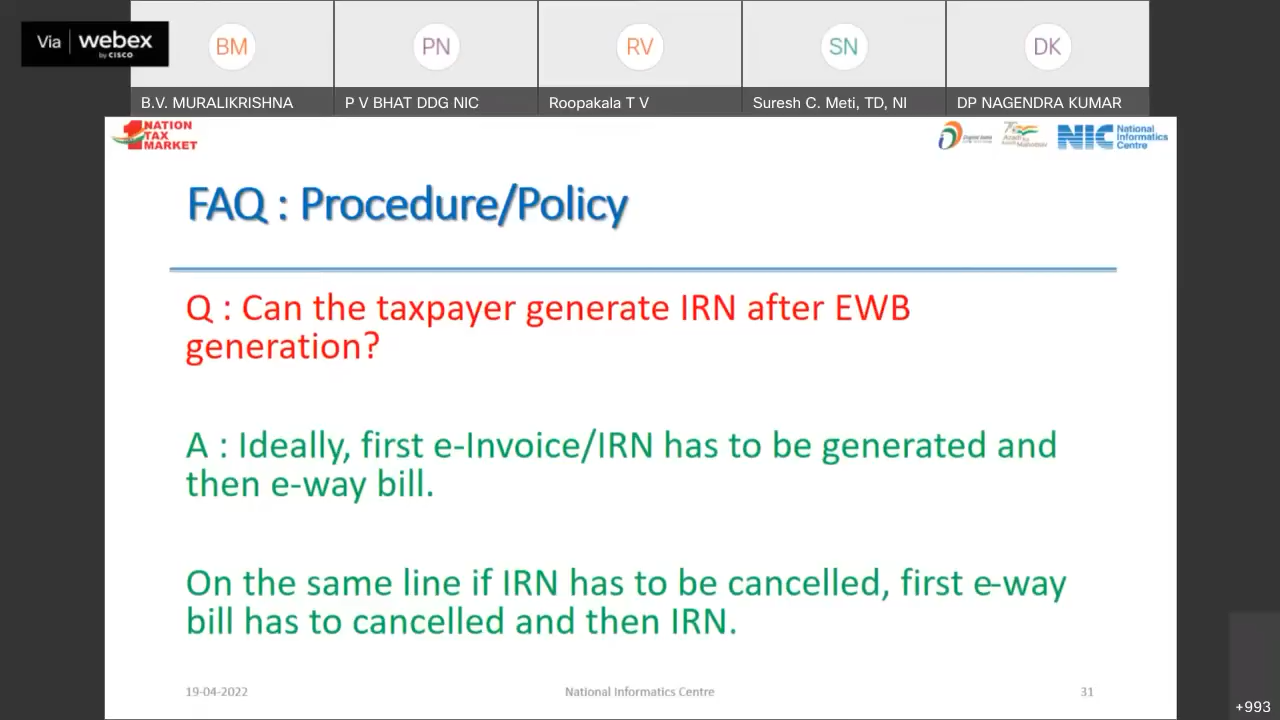 Via webex
by CISCO
BM
PN
RV
SN
DK
B.V. MURALIKRISHNA
P V BHAT DDG NIC
Roopakala T V
Suresh C. Meti, TD, NI
DP NAGENDRA KUMAR
1 NATION
TAX
MARKET
NIC National
Informatics
Centre
FAQ : Procedure/Policy
Q : Can the taxpayer generate IRN after EWB
generation?
A : Ideally, first e-Invoice/IRN has to be generated and
then e-way bill.
On the same line if IRN has to be cancelled, first e-way
bill has to cancelled and then IRN.
19-04-2022
National Informatics Centre
31
+993